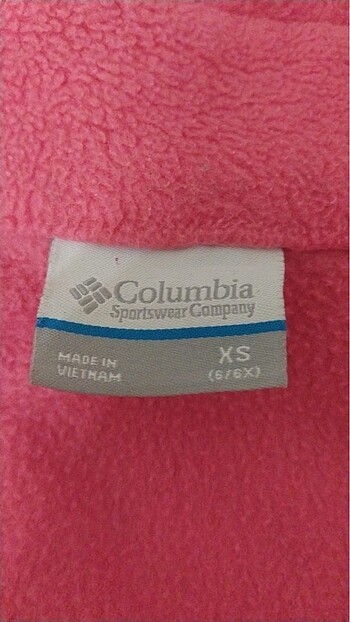 Columbia
Sportswear Company
MADE IN
VIETNAM
XS
(6/6X)